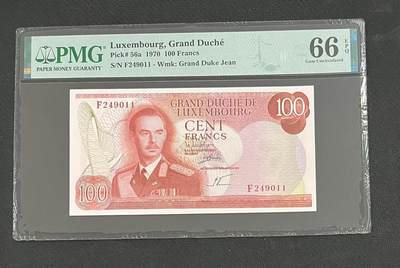 PMG
PAPER MONEY GUARANTY
Luxembourg, Grand Duché
Pick# 56a 1970 100 Francs
S/N F249011 - Wmk: Grand Duke Jean
66 EPQ
Gem Uncirculated
F249011
GRAND-DUCHÉ DE
LUXEMBOURG
100
CENT
FRANCS
100
F249011